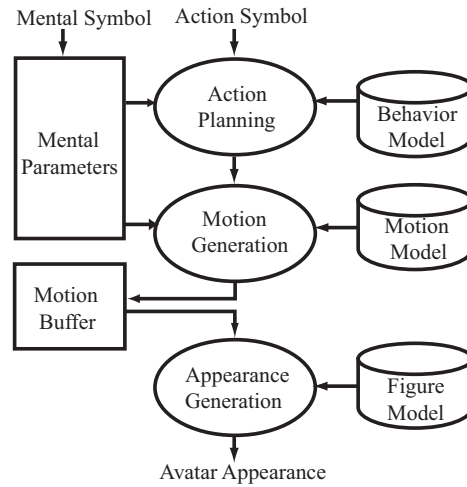 Mental Symbol
Action Symbol
Mental
Parameters
Action
Planning
Behavior
Model
Motion
Generation
Motion
Model
Motion
Buffer
Appearance
Generation
Figure
Model
Avatar Appearance